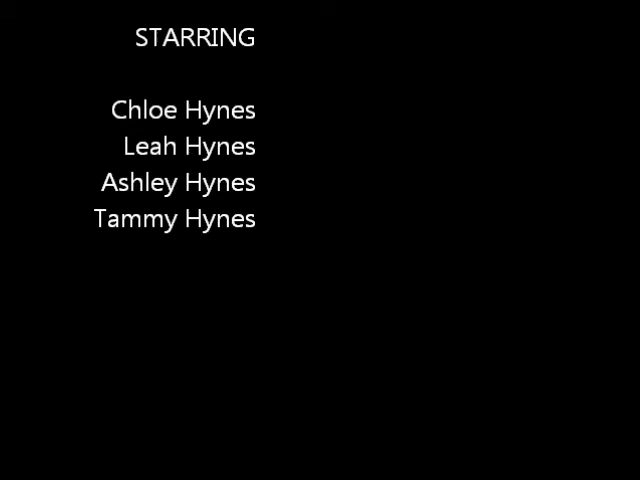 STARRING
Chloe Hynes
Leah Hynes
Ashley Hynes
Tammy Hynes